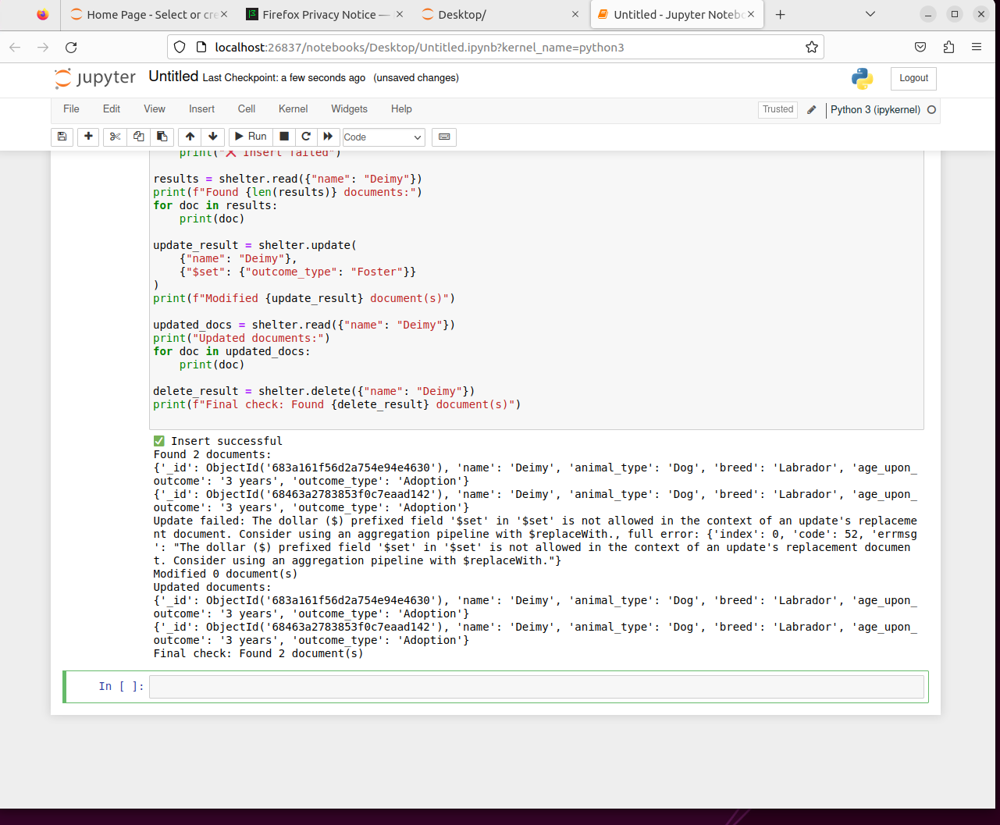 Home Page - Select or cre
Firefox Privacy Notice —
Desktop/
Untitled - Jupyter Notebo
localhost:26837/notebooks/Desktop/Untitled.ipynb?kernel_name=python3
jupyter Untitled Last Checkpoint: a few seconds ago (unsaved changes)
Logout
File Edit View Insert Cell Kernel Widgets Help
Trusted Python 3 (ipykernel)
Run Code
print("❌ Insert failed")
results = shelter.read({"name": "Deimy"})
print(f"Found {len(results)} documents:")
for doc in results:
    print(doc)
update_result = shelter.update(
    {"name": "Deimy"},
    {"$set": {"outcome_type": "Foster"}}
)
print(f"Modified {update_result} document(s)")
updated_docs = shelter.read({"name": "Deimy"})
print("Updated documents:")
for doc in updated_docs:
    print(doc)
delete_result = shelter.delete({"name": "Deimy"})
print(f"Final check: Found {delete_result} document(s)")
✅ Insert successful
Found 2 documents:
{'_id': ObjectId('683a161f56d2a754e94e4630'), 'name': 'Deimy', 'animal_type': 'Dog', 'breed': 'Labrador', 'age_upon_
outcome': '3 years', 'outcome_type': 'Adoption'}
{'_id': ObjectId('68463a2783853f0c7eaad142'), 'name': 'Deimy', 'animal_type': 'Dog', 'breed': 'Labrador', 'age_upon_
outcome': '3 years', 'outcome_type': 'Adoption'}
Update failed: The dollar ($) prefixed field '$set' in '$set' is not allowed in the context of an update's replaceme
nt document. Consider using an aggregation pipeline with $replaceWith., full error: {'index': 0, 'code': 52, 'errmsg
': "The dollar ($) prefixed field '$set' in '$set' is not allowed in the context of an update's replacement documen
t. Consider using an aggregation pipeline with $replaceWith."}
Modified 0 document(s)
Updated documents:
{'_id': ObjectId('683a161f56d2a754e94e4630'), 'name': 'Deimy', 'animal_type': 'Dog', 'breed': 'Labrador', 'age_upon_
outcome': '3 years', 'outcome_type': 'Adoption'}
{'_id': ObjectId('68463a2783853f0c7eaad142'), 'name': 'Deimy', 'animal_type': 'Dog', 'breed': 'Labrador', 'age_upon_
outcome': '3 years', 'outcome_type': 'Adoption'}
Final check: Found 2 document(s)
In [ ]: